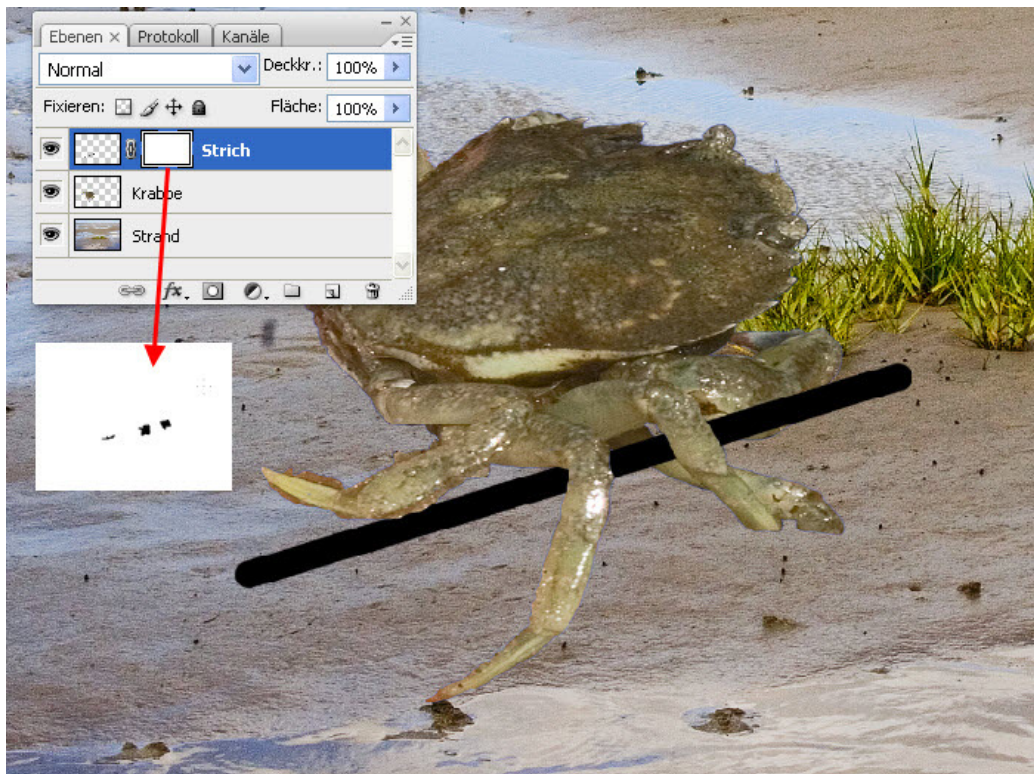 Ebenen × Protokoll Kanäle
Normal Deckkr.: 100%
Fixieren: Fläche: 100%
Strich
Krabbe
Strand
fx.